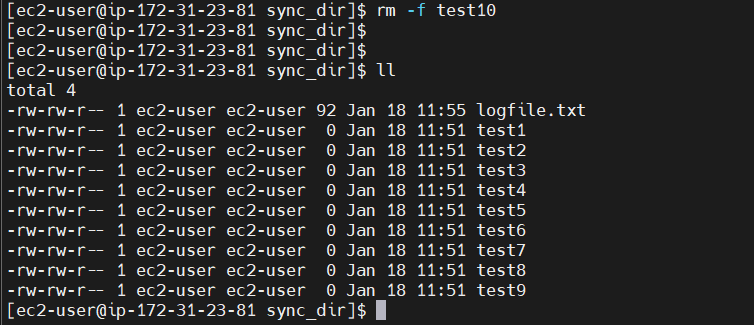 [ec2-user@ip-172-31-23-81 sync_dir]$ rm -f test10
[ec2-user@ip-172-31-23-81 sync_dir]$
[ec2-user@ip-172-31-23-81 sync_dir]$
[ec2-user@ip-172-31-23-81 sync_dir]$ ll
total 4
-rw-rw-r-- 1 ec2-user ec2-user 92 Jan 18 11:55 logfile.txt
-rw-rw-r-- 1 ec2-user ec2-user  0 Jan 18 11:51 test1
-rw-rw-r-- 1 ec2-user ec2-user  0 Jan 18 11:51 test2
-rw-rw-r-- 1 ec2-user ec2-user  0 Jan 18 11:51 test3
-rw-rw-r-- 1 ec2-user ec2-user  0 Jan 18 11:51 test4
-rw-rw-r-- 1 ec2-user ec2-user  0 Jan 18 11:51 test5
-rw-rw-r-- 1 ec2-user ec2-user  0 Jan 18 11:51 test6
-rw-rw-r-- 1 ec2-user ec2-user  0 Jan 18 11:51 test7
-rw-rw-r-- 1 ec2-user ec2-user  0 Jan 18 11:51 test8
-rw-rw-r-- 1 ec2-user ec2-user  0 Jan 18 11:51 test9
[ec2-user@ip-172-31-23-81 sync_dir]$